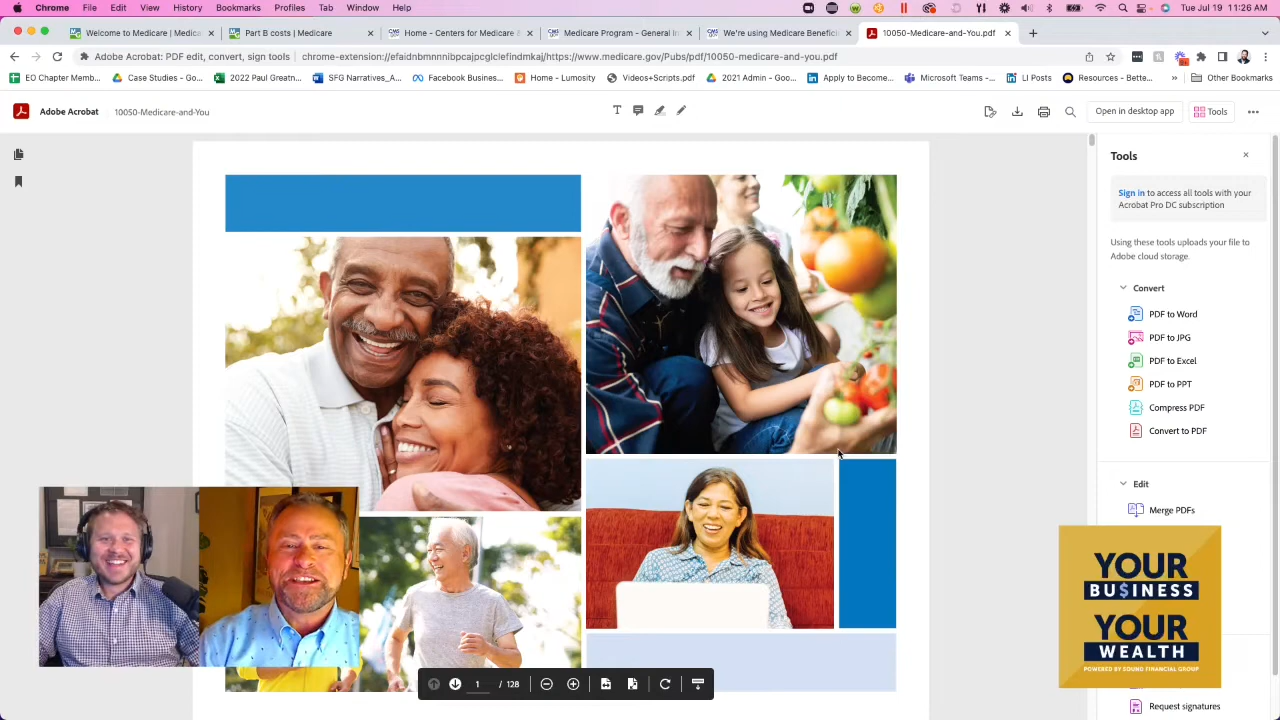 Chrome File Edit View History Bookmarks Profiles Tab Window Help Tue Jul 19 11:26 AM
Welcome to Medicare | Medica Part B costs | Medicare Home - Centers for Medicare & Medicare Program - General In We're using Medicare Benefici 10050-Medicare-and-You.pdf
Adobe Acrobat: PDF edit, convert, sign tools | chrome-extension://efaidnbmnnnibpcajpcglclefindmkaj/https://www.medicare.gov/Pubs/pdf/10050-medicare-and-you.pdf
EO Chapter Memb... Case Studies - Go... 2022 Paul Greatn... SFG Narratives_A... Facebook Business... Home - Lumosity Videos+Scripts.pdf 2021 Admin - Goo... Apply to Become... Microsoft Teams -... LI Posts Resources - Bette... » Other Bookmarks
Adobe Acrobat 10050-Medicare-and-You Open in desktop app Tools
Tools
Sign in to access all tools with your
Acrobat Pro DC subscription
Using these tools uploads your file to
Adobe cloud storage.
Convert
PDF to Word
PDF to JPG
PDF to Excel
PDF to PPT
Compress PDF
Convert to PDF
Edit
Merge PDFs
YOUR
BU$INESS
YOUR
WEALTH
POWERED BY SOUND FINANCIAL GROUP
1 / 128
Request signatures